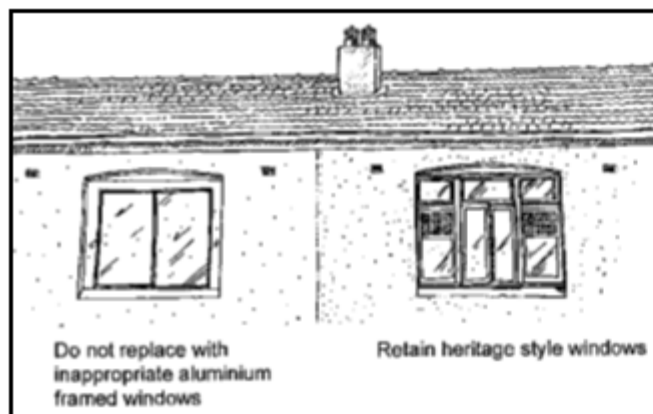 Do not replace with
inappropriate aluminium
framed windows
Retain heritage style windows